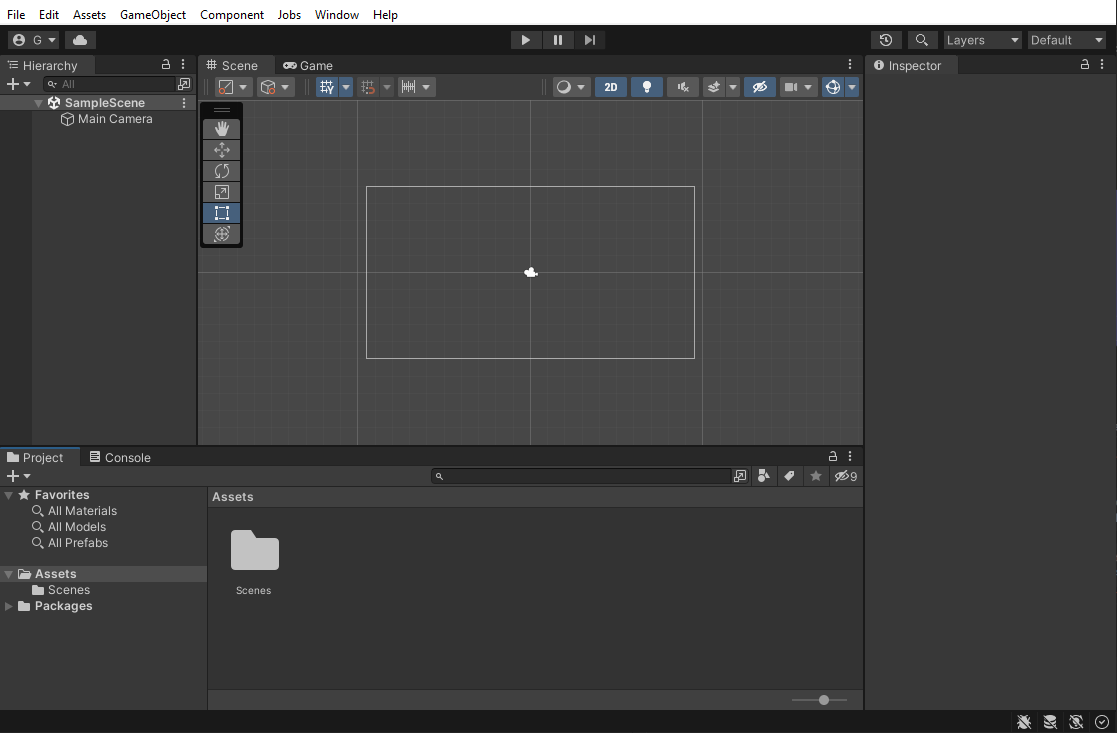 File Edit Assets GameObject Component Jobs Window Help
G Layers Default
Hierarchy
All
SampleScene
Main Camera
Scene Game
2D
Inspector
Project Console
9
Favorites
All Materials
All Models
All Prefabs
Assets
Scenes
Packages
Assets
Scenes